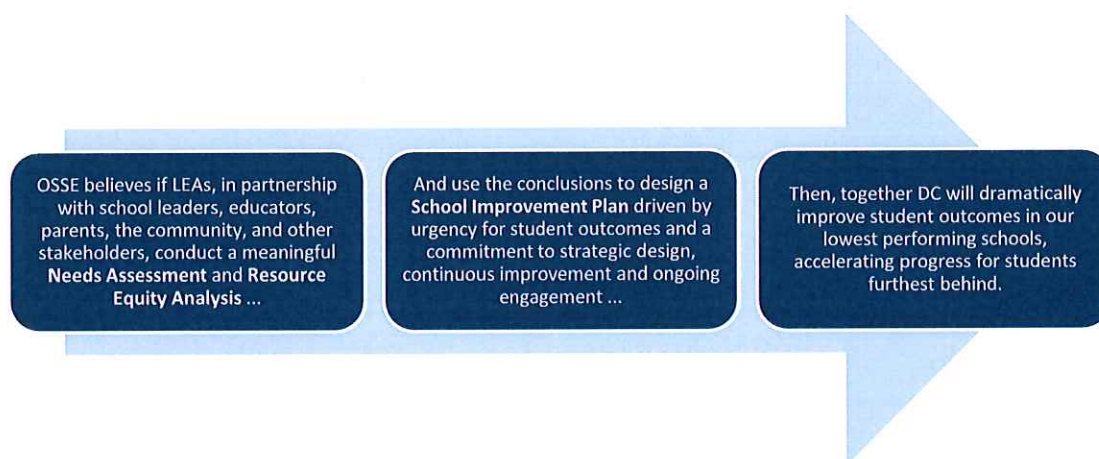 OSSE believes if LEAs, in partnership
with school leaders, educators,
parents, the community, and other
stakeholders, conduct a meaningful
Needs Assessment and Resource
Equity Analysis ...
And use the conclusions to design a
School Improvement Plan driven by
urgency for student outcomes and a
commitment to strategic design,
continuous improvement and ongoing
engagement ...
Then, together DC will dramatically
improve student outcomes in our
lowest performing schools,
accelerating progress for students
furthest behind.